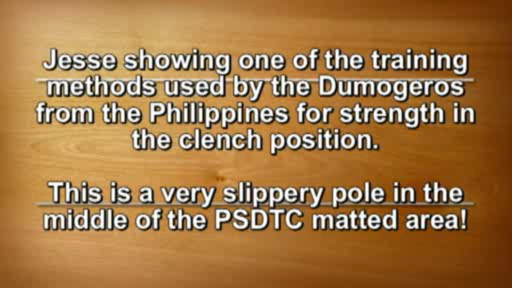 Jesse showing one of the training
methods used by the Dumogeros
from the Philippines for strength in
the clench position.
This is a very slippery pole in the
middle of the PSDTC matted area!